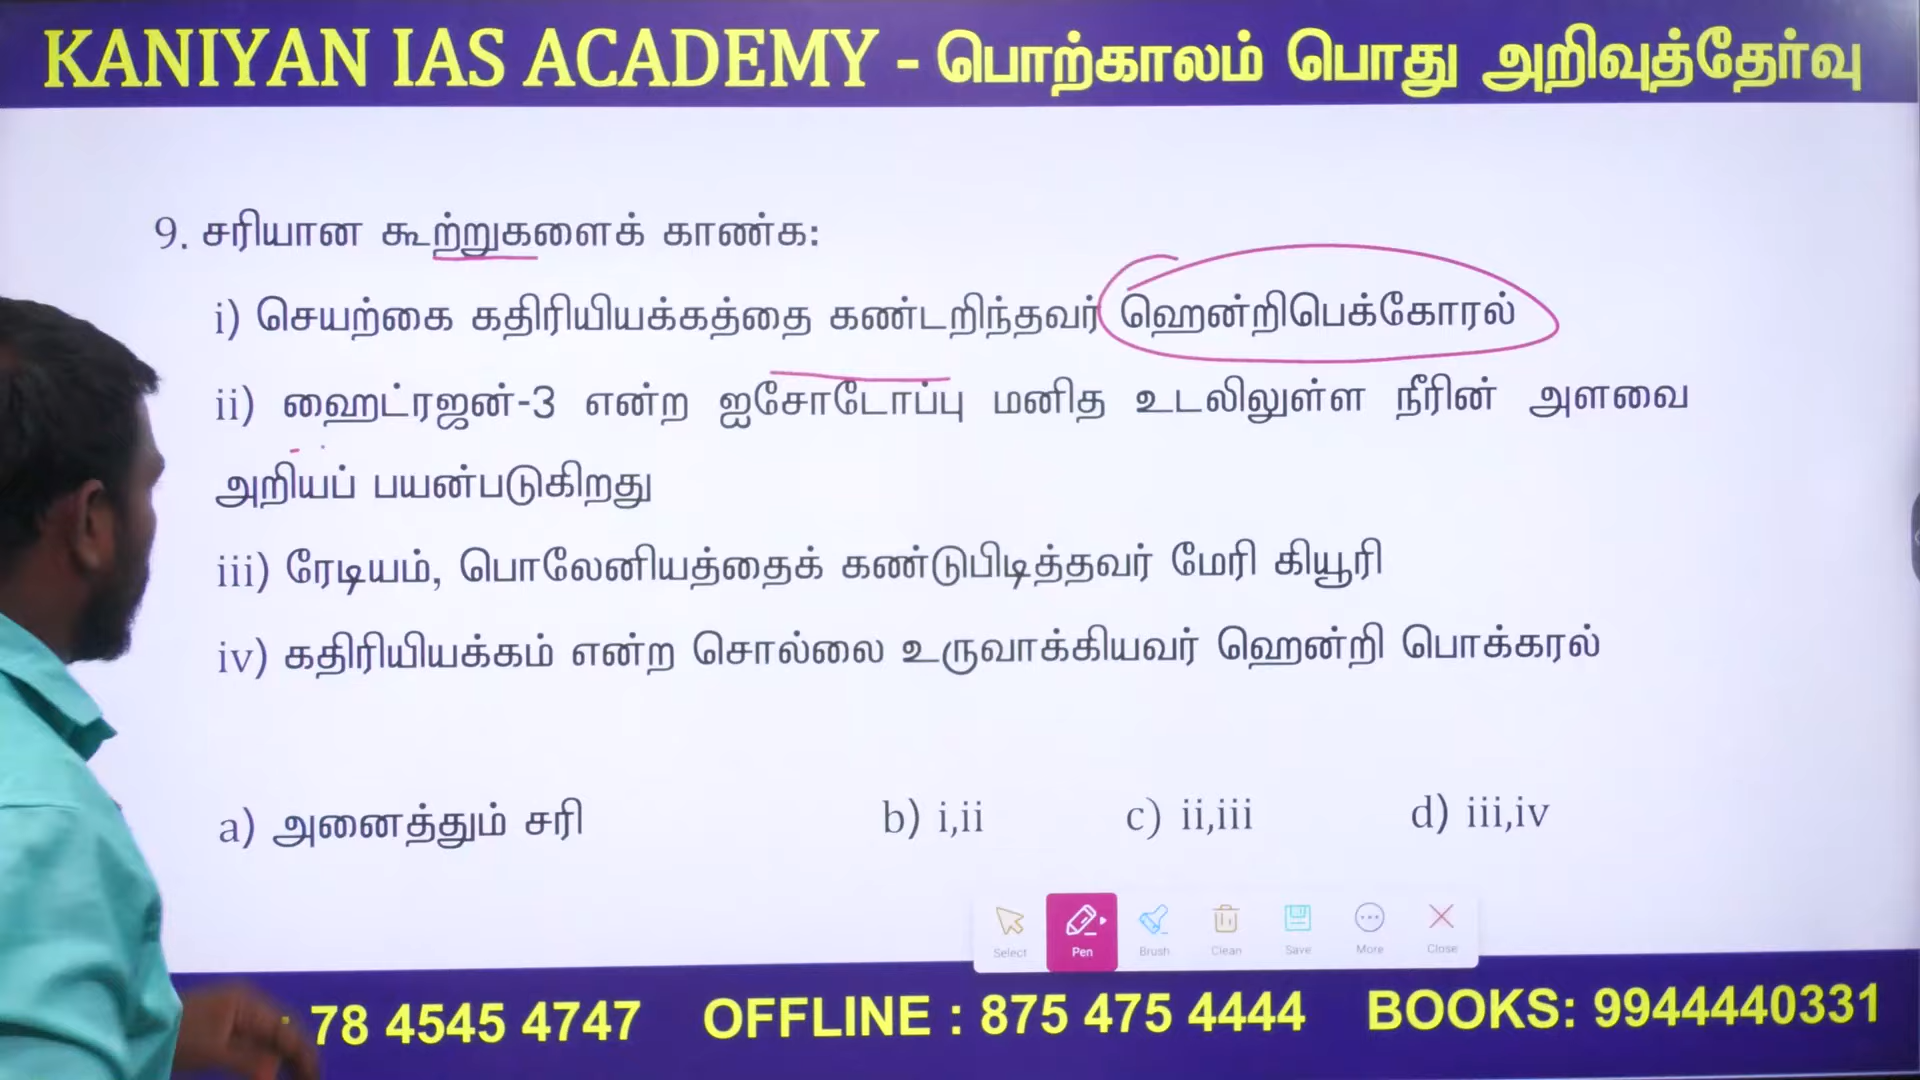 KANIYAN IAS ACADEMY - பொற்காலம் பொது அறிவுத்தேர்வு
9. சரியான கூற்றுகளைக் காண்க:
i) செயற்கை கதிரியியக்கத்தை கண்டறிந்தவர் ஹென்றிபெக்கோரல்
ii) ஹைட்ரஜன்-3 என்ற ஐசோடோப்பு மனித உடலிலுள்ள நீரின் அளவை
அறியப் பயன்படுகிறது
iii) ரேடியம், பொலேனியத்தைக் கண்டுபிடித்தவர் மேரி கியூரி
iv) கதிரியியக்கம் என்ற சொல்லை உருவாக்கியவர் ஹென்றி பொக்கரல்
a) அனைத்தும் சரி b) i,ii c) ii,iii d) iii,iv
Select Pen Brush Clean Save More Close
78 4545 4747 OFFLINE : 875 475 4444 BOOKS: 9944440331